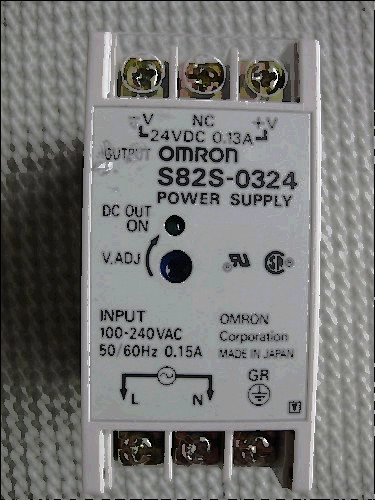 -V NC +V
24VDC 0.13A
OUTPUT OMRON
S82S-0324
POWER SUPPLY
DC OUT
ON
V.ADJ
INPUT
100-240VAC
50/60Hz 0.15A
OMRON
Corporation
MADE IN JAPAN
L N
GR